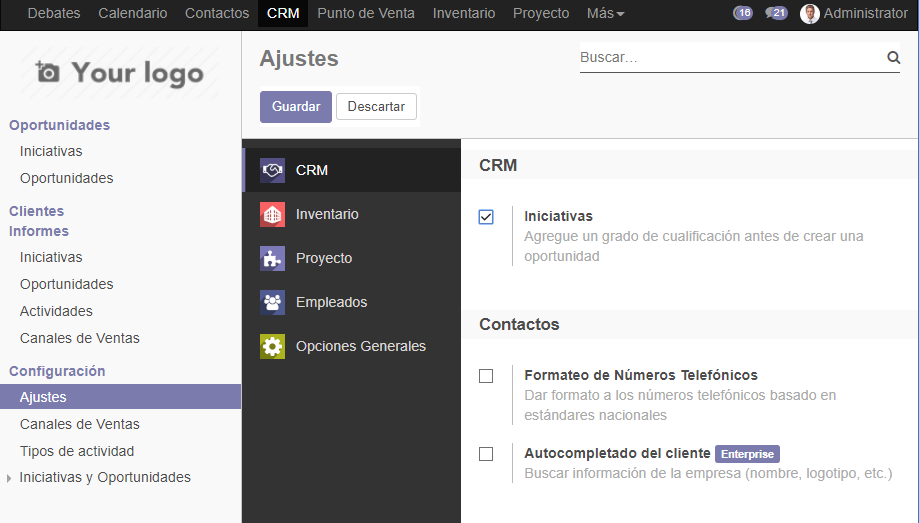 Debates Calendario Contactos CRM Punto de Venta Inventario Proyecto Más 16 21 Administrator
Your logo
Oportunidades
Iniciativas
Oportunidades
Clientes
Informes
Iniciativas
Oportunidades
Actividades
Canales de Ventas
Configuración
Ajustes
Canales de Ventas
Tipos de actividad
Iniciativas y Oportunidades
Ajustes
Buscar...
Guardar Descartar
CRM
Inventario
Proyecto
Empleados
Opciones Generales
CRM
Iniciativas
Agregue un grado de cualificación antes de crear una
oportunidad
Contactos
Formateo de Números Telefónicos
Dar formato a los números telefónicos basado en
estándares nacionales
Autocompletado del cliente Enterprise
Buscar información de la empresa (nombre, logotipo, etc.)